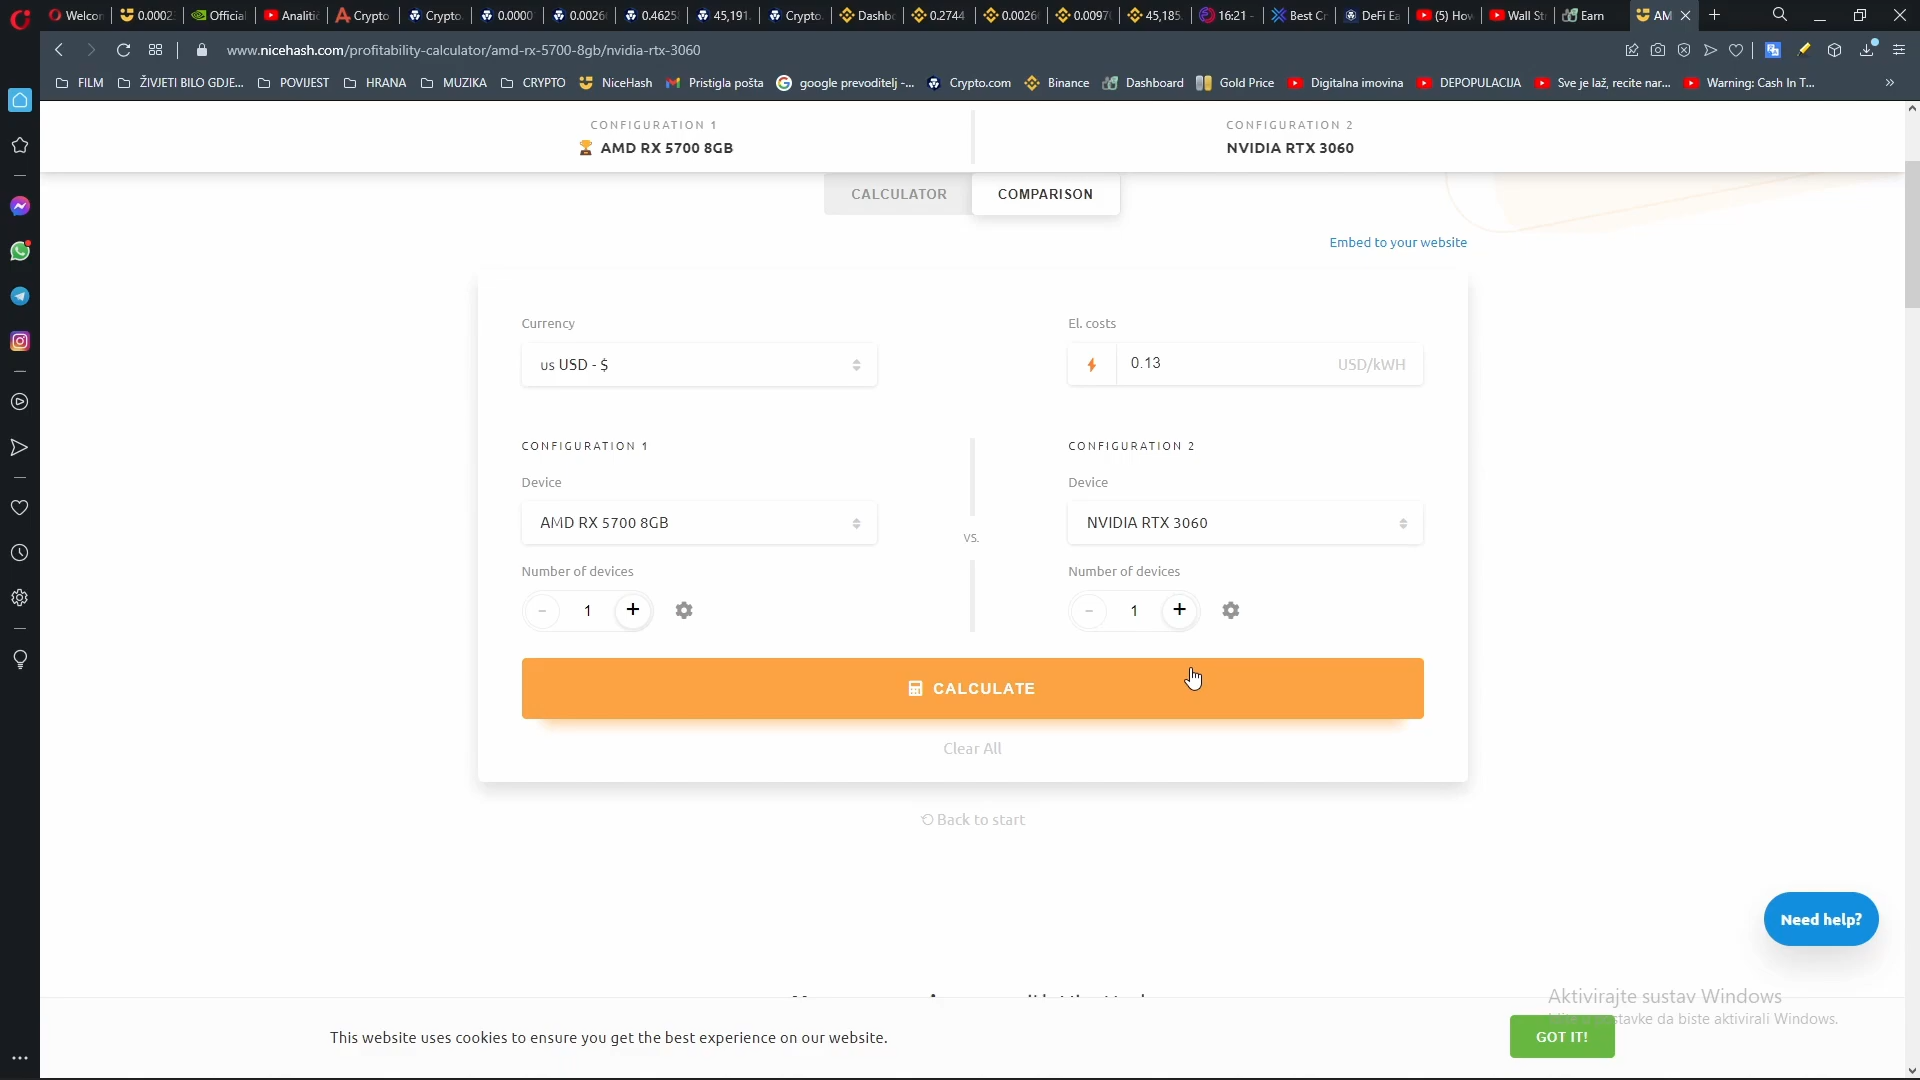 Welcon
0.0002
Official
Analitič
Crypto
Crypto.
0.0000
0.0026
0.4625
45,191.
Crypto.
Dashb
0.2744
0.0026
0.0097
45,185.
16:21 -
Best Cr
DeFi Ea
(5) How
Wall St
Earn
AM
www.nicehash.com/profitability-calculator/amd-rx-5700-8gb/nvidia-rtx-3060
FILM
ŽIVJETI BILO GDJE...
POVIJEST
HRANA
MUZIKA
CRYPTO
NiceHash
Pristigla pošta
google prevoditelj -...
Crypto.com
Binance
Dashboard
Gold Price
Digitalna imovina
DEPOPULACIJA
Sve je laž, recite nar...
Warning: Cash In T...
CONFIGURATION 1
AMD RX 5700 8GB
CONFIGURATION 2
NVIDIA RTX 3060
CALCULATOR
COMPARISON
Embed to your website
Currency
US USD - $
El. costs
0.13
USD/kWH
CONFIGURATION 1
Device
AMD RX 5700 8GB
Number of devices
1
VS.
CONFIGURATION 2
Device
NVIDIA RTX 3060
Number of devices
1
CALCULATE
Clear All
Back to start
Need help?
Aktivirajte sustav Windows
postavke da biste aktivirali Windows.
This website uses cookies to ensure you get the best experience on our website.
GOT IT!